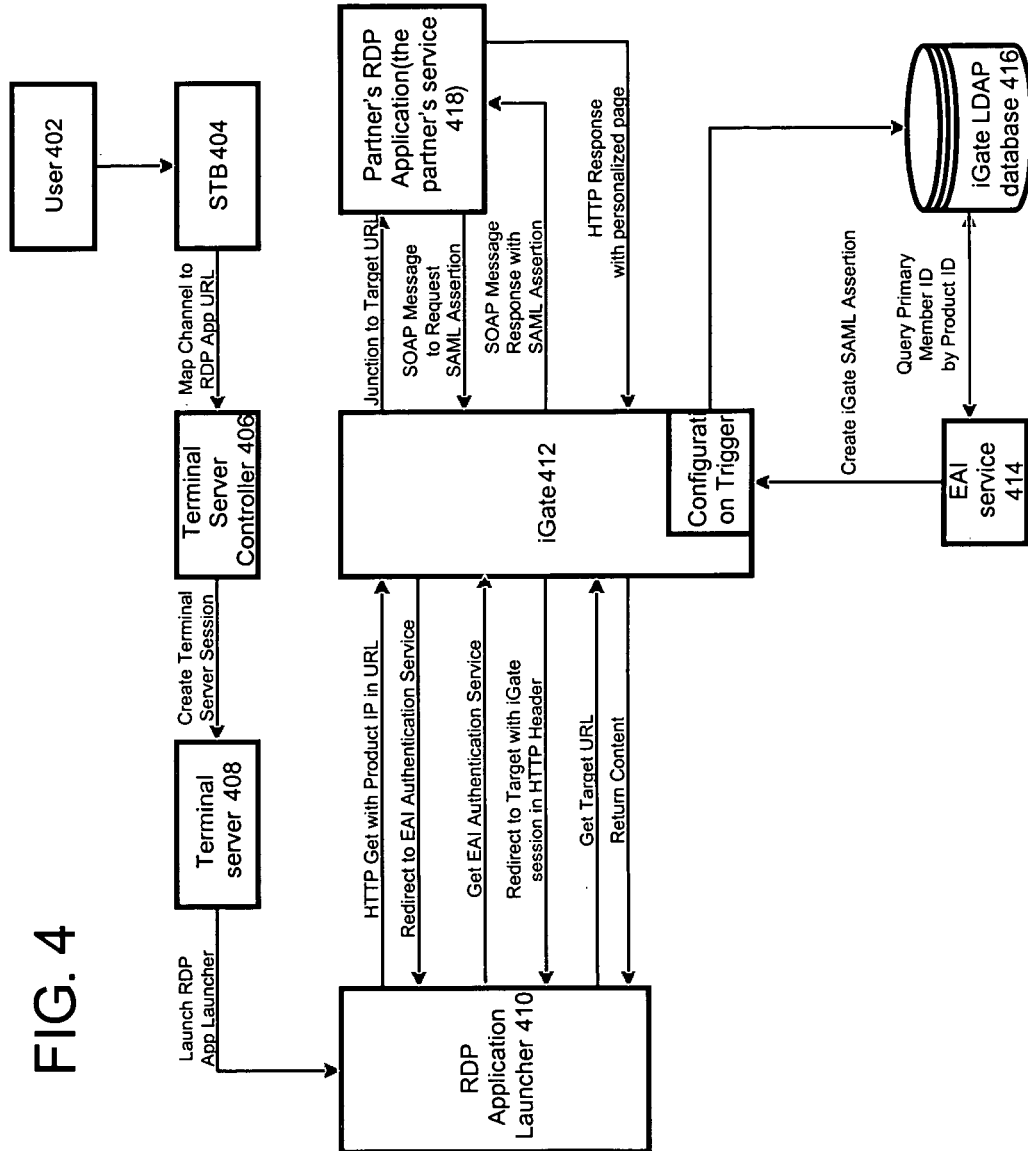 FIG. 4
User 402
STB 404
Map Channel to
RDP App URL
Terminal
Server
Controller 406
Create Terminal
Server Session
Terminal
server 408
Launch RDP
App Launcher
RDP
Application
Launcher 410
HTTP Get with Product IP in URL
Redirect to EAI Authentication Service
Get EAI Authentication Service
Redirect to Target with iGate
session in HTTP Header
Get Target URL
Return Content
iGate 412
Configurati
on Trigger
Junction to Target URL
SOAP Message
to Request
SAML Assertion
SOAP Message
Response with
SAML Assertion
HTTP Response
with personalized page
Partner's RDP
Application(the
partner's service
418)
Create iGate SAML Assertion
EAI
service
414
Query Primary
Member ID
by Product ID
iGate LDAP
database 416